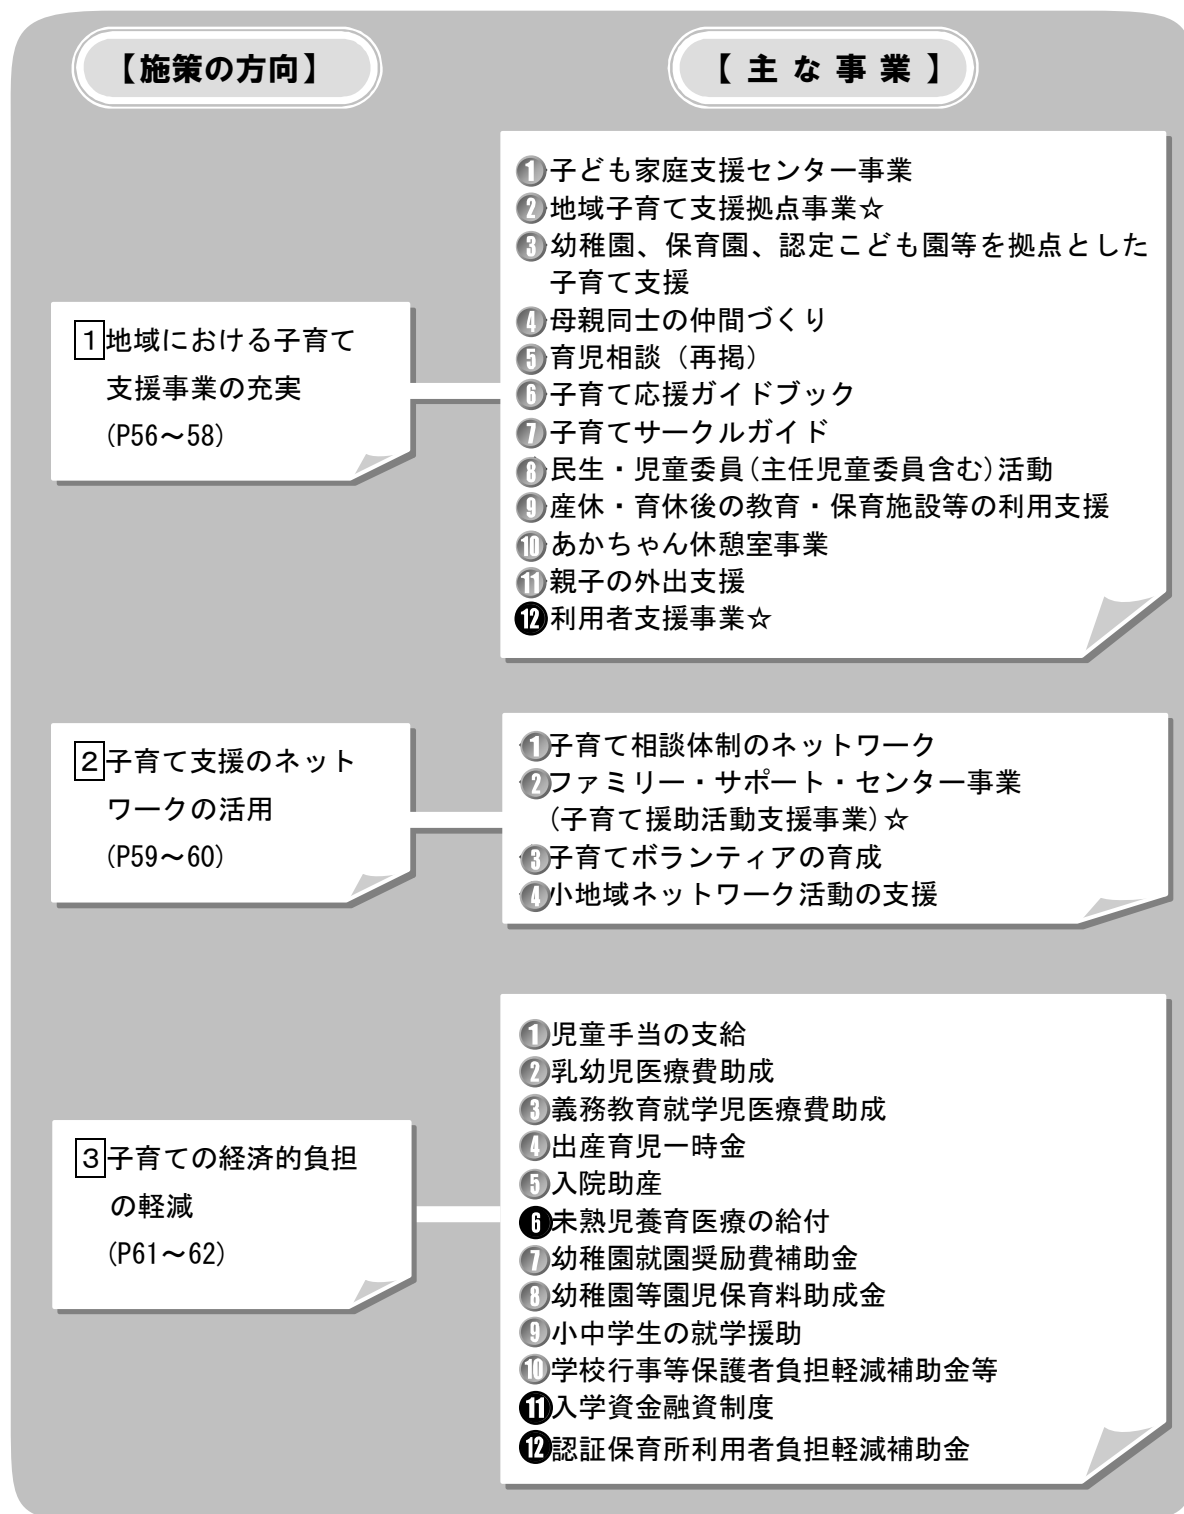 【施策の方向】
【 主 な 事 業 】
1 地域における子育て
支援事業の充実
(P56～58)
①子ども家庭支援センター事業
②地域子育て支援拠点事業☆
③幼稚園、保育園、認定こども園等を拠点とした
子育て支援
④母親同士の仲間づくり
⑤育児相談（再掲）
⑥子育て応援ガイドブック
⑦子育てサークルガイド
⑧民生・児童委員(主任児童委員含む)活動
⑨産休・育休後の教育・保育施設等の利用支援
⑩あかちゃん休憩室事業
⑪親子の外出支援
⓬利用者支援事業☆
2 子育て支援のネット
ワークの活用
(P59～60)
①子育て相談体制のネットワーク
②ファミリー・サポート・センター事業
(子育て援助活動支援事業)☆
③子育てボランティアの育成
④小地域ネットワーク活動の支援
3 子育ての経済的負担
の軽減
(P61～62)
①児童手当の支給
②乳幼児医療費助成
③義務教育就学児医療費助成
④出産育児一時金
⑤入院助産
❻未熟児養育医療の給付
⑦幼稚園就園奨励費補助金
⑧幼稚園等園児保育料助成金
⑨小中学生の就学援助
⑩学校行事等保護者負担軽減補助金等
⓫入学資金融資制度
⓬認証保育所利用者負担軽減補助金